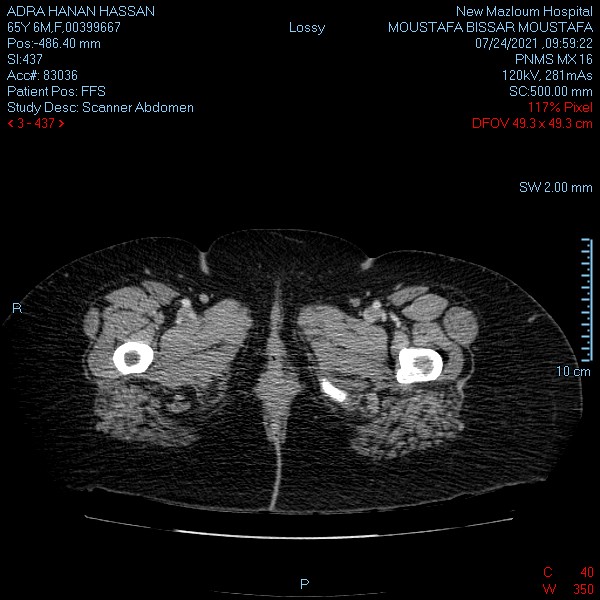 ADRA HANAN HASSAN
65Y 6M,F,00399667
Pos:-486.40 mm
SI:437
Acc#: 83036
Patient Pos: FFS
Study Desc: Scanner Abdomen
< 3 - 437 >
Lossy
New Mazloum Hospital
MOUSTAFA BISSAR MOUSTAFA
07/24/2021 ,09:59:22
PNMS MX 16
120kV, 281mAs
SC:500.00 mm
117% Pixel
DFOV 49.3 x 49.3 cm
SW 2.00 mm
R
10 cm
P
C 40
W 350